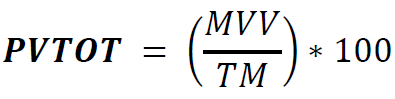 PVTOT = (MVV / TM) * 100